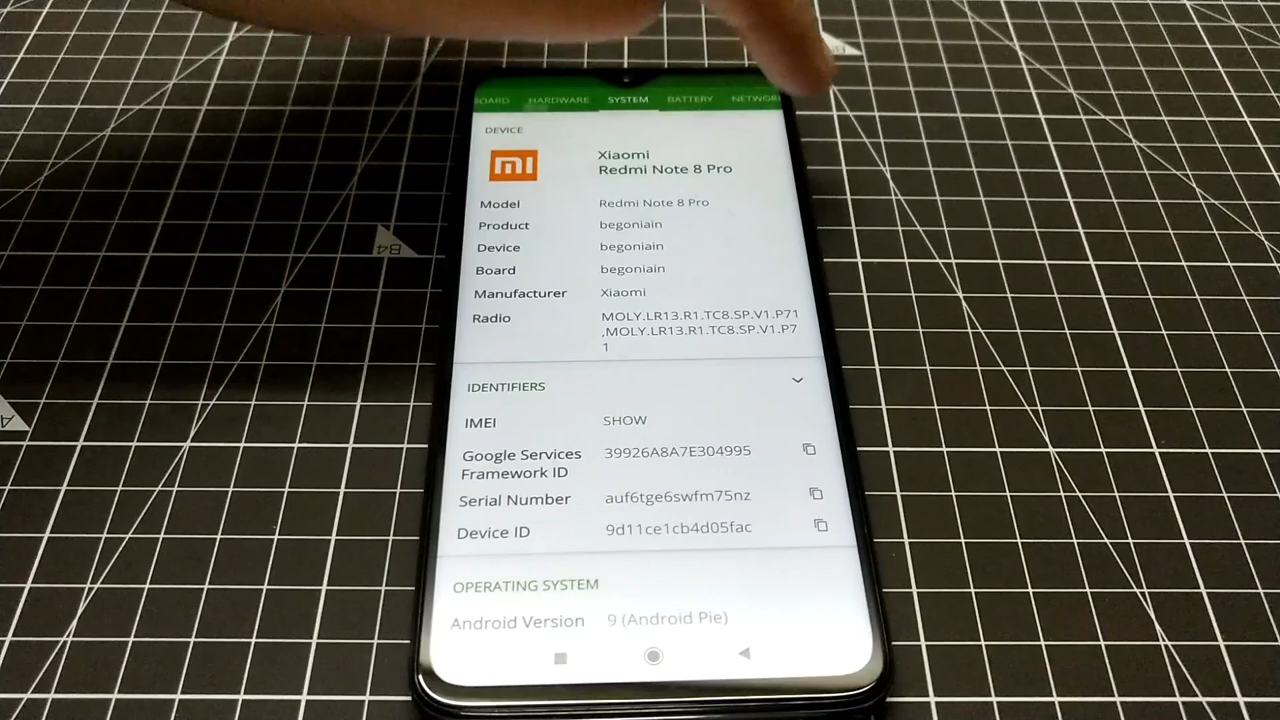 OARD HARDWARE SYSTEM BATTERY NETWOR
DEVICE
mi
Xiaomi
Redmi Note 8 Pro
Model Redmi Note 8 Pro
Product begoniain
Device begoniain
Board begoniain
Manufacturer Xiaomi
Radio MOLY.LR13.R1.TC8.SP.V1.P71
,MOLY.LR13.R1.TC8.SP.V1.P7
1
IDENTIFIERS
IMEI SHOW
Google Services 39926A8A7E304995
Framework ID
Serial Number auf6tge6swfm75nz
Device ID 9d11ce1cb4d05fac
OPERATING SYSTEM
Android Version 9 (Android Pie)
B4
A